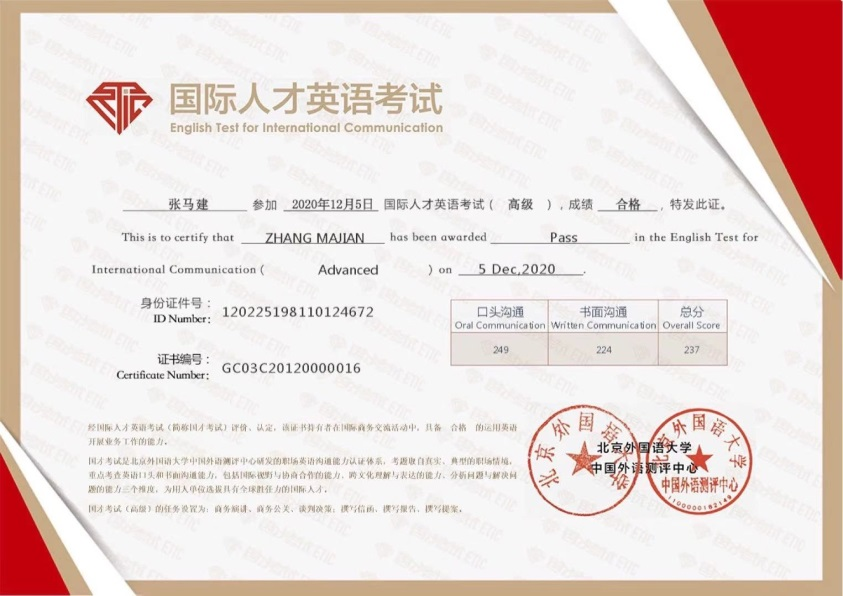 国际人才英语考试
English Test for International Communication
张马建 参加 2020年12月5日 国际人才英语考试（ 高级 ），成绩 合格 ，特发此证。
This is to certify that ZHANG MAJIAN has been awarded Pass in the English Test for
International Communication ( Advanced ) on 5 Dec,2020 .
身份证件号：
ID Number: 120225198110124672
证书编号：
Certificate Number: GC03C20120000016
口头沟通 书面沟通 总分
Oral Communication Written Communication Overall Score
249 224 237
经国际人才英语考试（简称国才考试）评价、认定，该证书持有者在国际商务交流活动中，具备 合格 的运用英语
开展业务工作的能力。
国才考试是北京外国语大学中国外语测评中心研发的职场英语沟通能力认证体系，考题取自真实、典型的职场情境，
重点考查英语口头和书面沟通能力，包括国际视野与协商合作的能力、跨文化理解与表达的能力、分析问题与解决问
题的能力三个维度，为用人单位选拔具有全球胜任力的国际人才。
国才考试（高级）的任务设置为：商务演讲、商务公关、谈判决策；撰写信函、撰写报告、撰写提案。
北京外国语大学
中国外语测评中心
北京外国语大学
北京外国语大学
中国外语测评中心